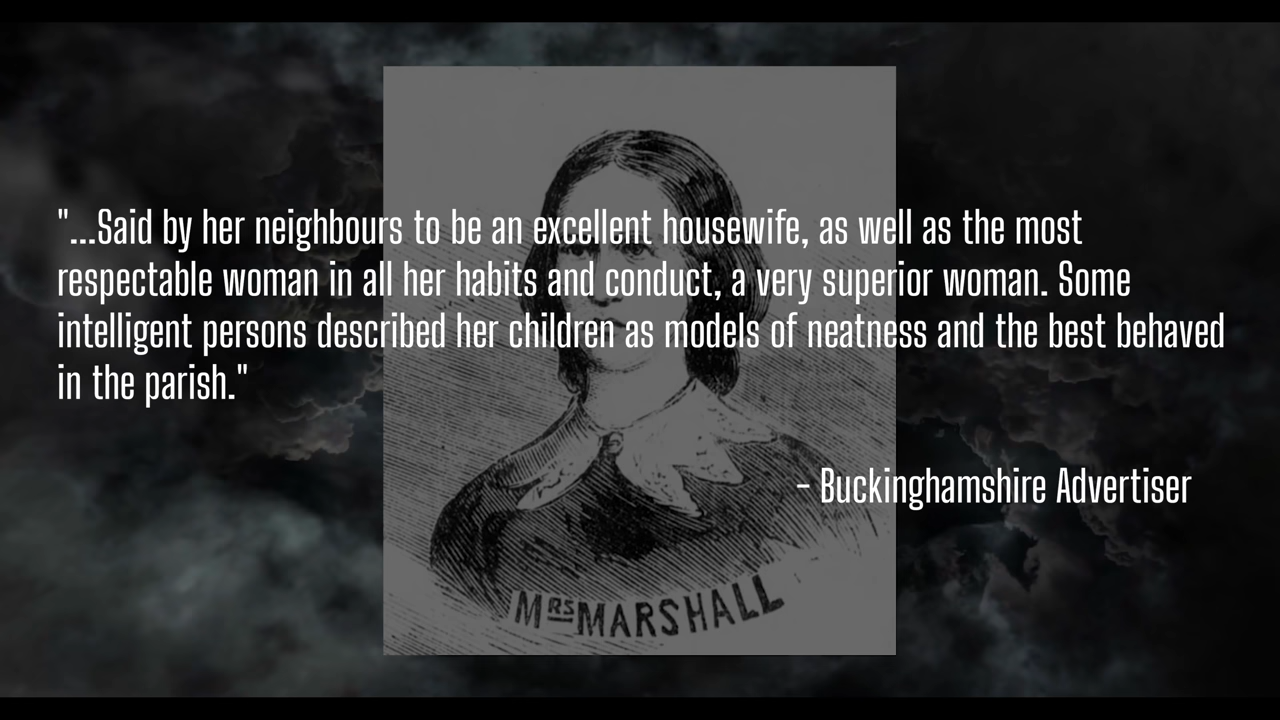 "...Said by her neighbours to be an excellent housewife, as well as the most
respectable woman in all her habits and conduct, a very superior woman. Some
intelligent persons described her children as models of neatness and the best behaved
in the parish."
- Buckinghamshire Advertiser
MRS MARSHALL